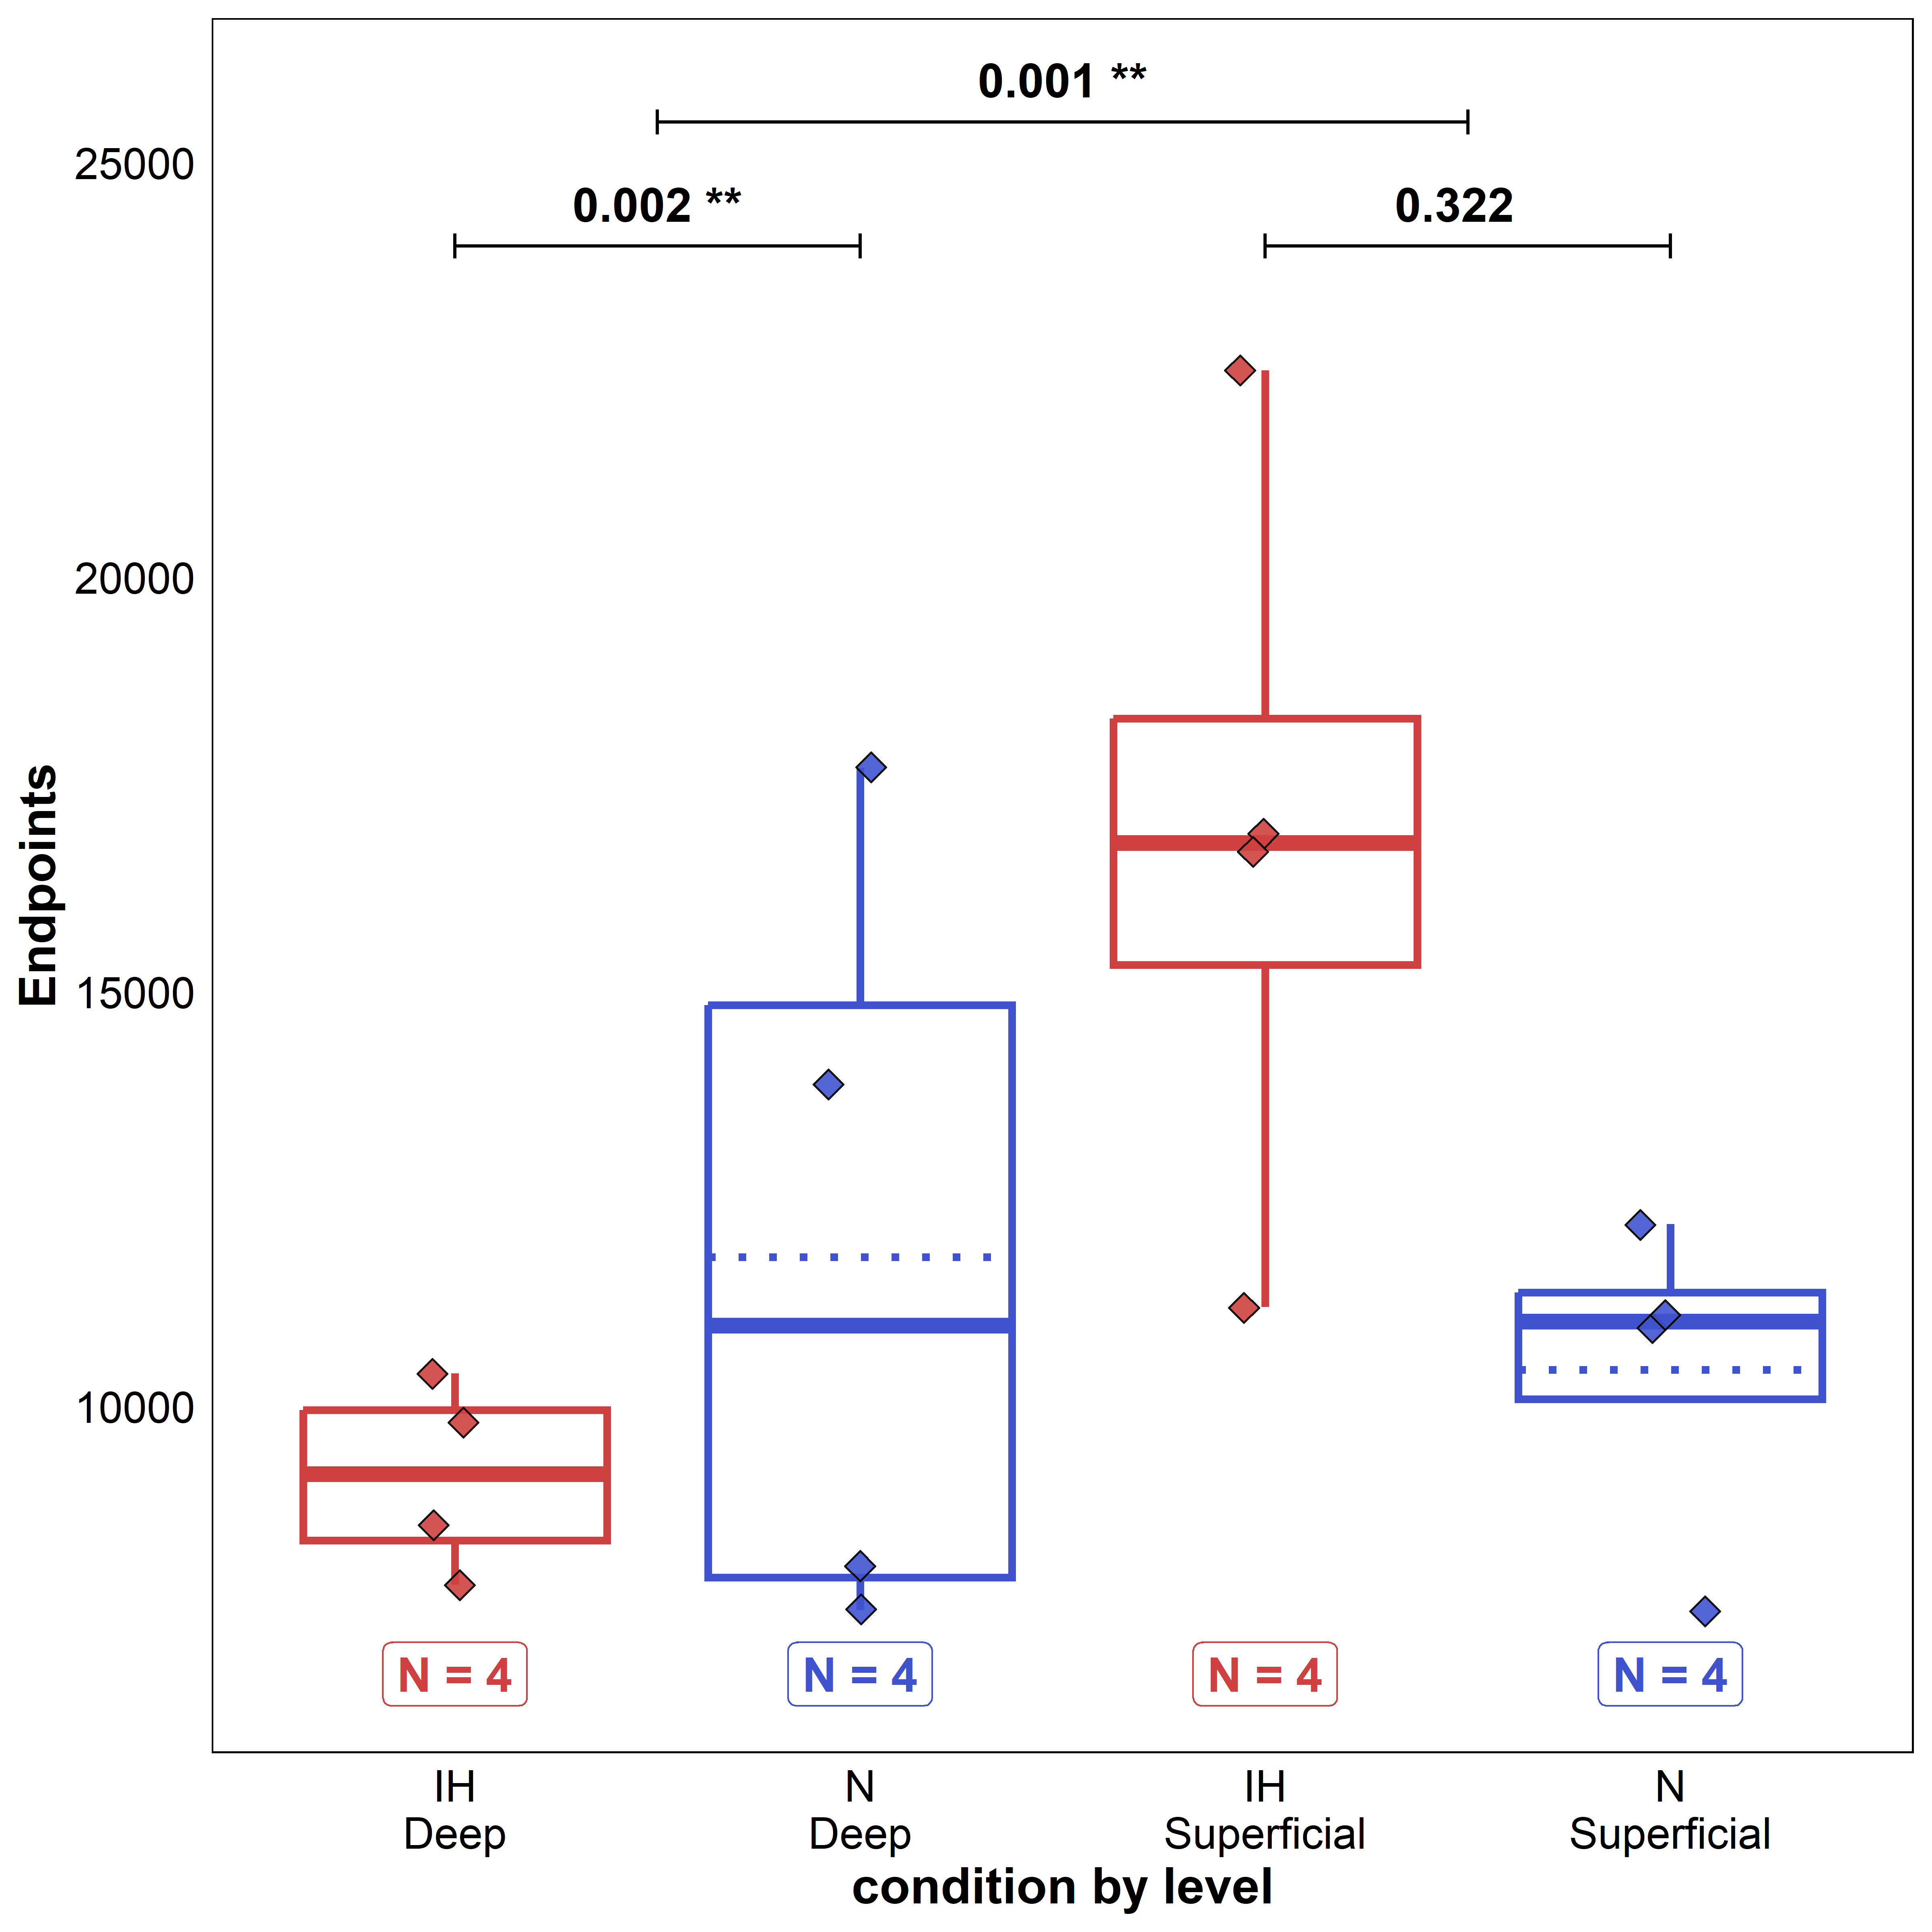 0.001 **
25000
0.002 **
0.322
20000
Endpoints
15000
10000
N = 4
N = 4
N = 4
N = 4
IH
Deep
N
Deep
IH
Superficial
N
Superficial
condition by level